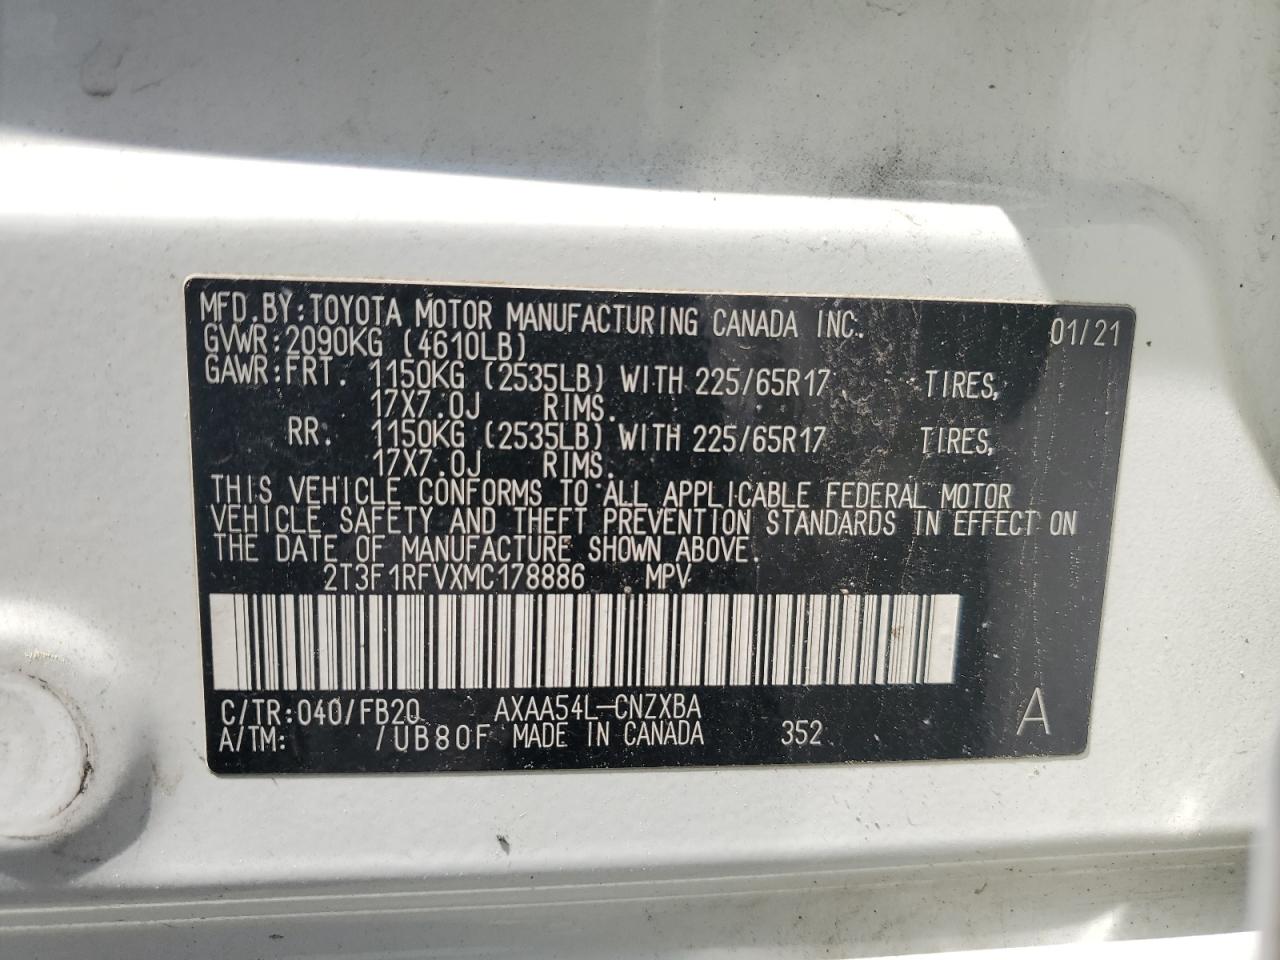 MFD.BY:TOYOTA MOTOR MANUFACTURING CANADA INC. 01/21
GVWR:2090KG (4610LB)
GAWR:FRT. 1150KG (2535LB) WITH 225/65R17 TIRES,
17X7.0J RIMS.
RR. 1150KG (2535LB) WITH 225/65R17 TIRES,
17X7.0J RIMS.
THIS VEHICLE CONFORMS TO ALL APPLICABLE FEDERAL MOTOR
VEHICLE SAFETY AND THEFT PREVENTION STANDARDS IN EFFECT ON
THE DATE OF MANUFACTURE SHOWN ABOVE.
2T3F1RFVXMC178886 MPV
C/TR:040/FB20 AXAA54L-CNZXBA A
A/TM: /UB80F MADE IN CANADA 352